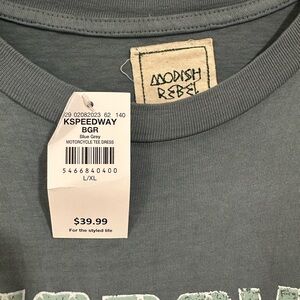 MODISH
REBEL
J29 02082023 62 140
KSPEEDWAY
BGR
Blue Grey
MOTORCYCLE TEE DRESS
5466840400
L/XL
$39.99
For the styled life